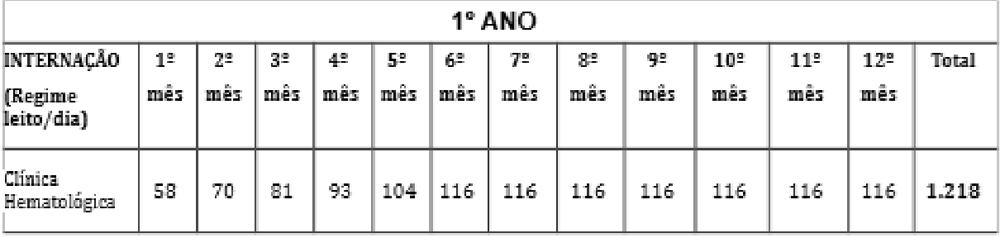 1º ANO
INTERNAÇÃO (Regime leito/dia) 1º mês 2º mês 3º mês 4º mês 5º mês 6º mês 7º mês 8º mês 9º mês 10º mês 11º mês 12º mês Total
Clínica Hematológica 58 70 81 93 104 116 116 116 116 116 116 116 1.218